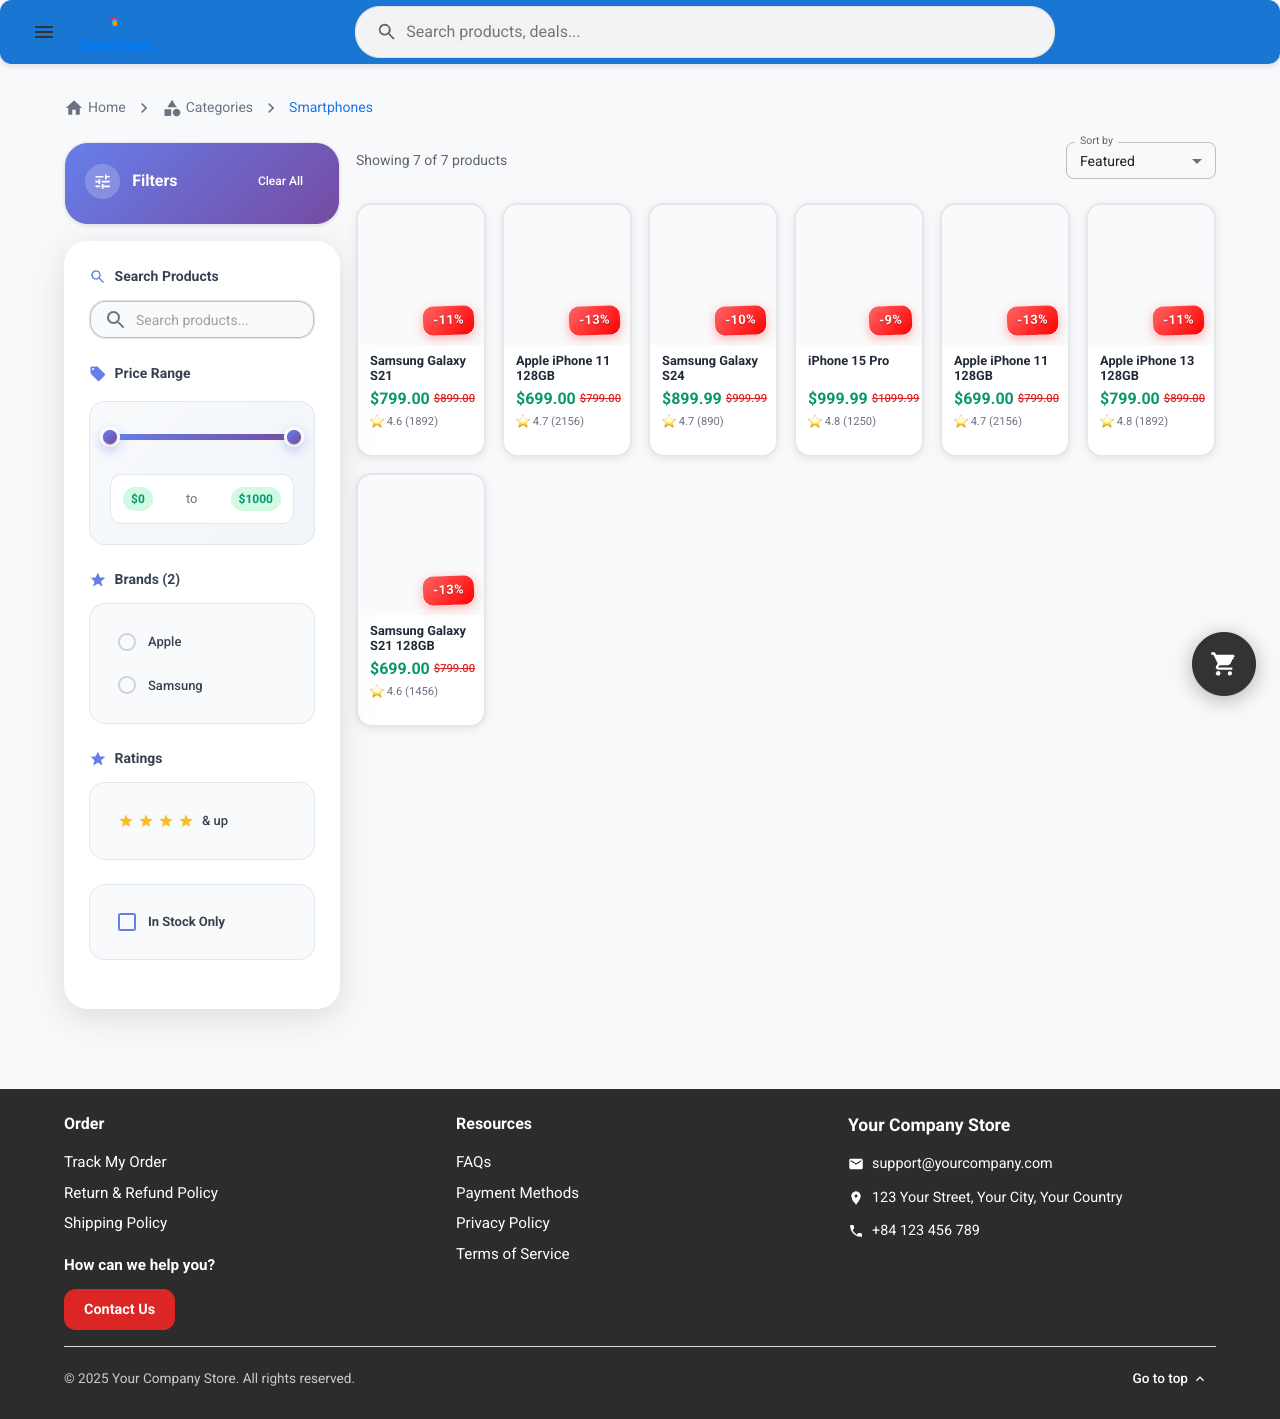 Search products, deals...
Home
Categories
Smartphones
Filters
Clear All
Search Products
Search products...
Price Range
$0
to
$1000
Brands (2)
Apple
Samsung
Ratings
& up
In Stock Only
Showing 7 of 7 products
Sort by
Featured
-11%
Samsung Galaxy
S21
$799.00 $899.00
4.6 (1892)
-13%
Apple iPhone 11
128GB
$699.00 $799.00
4.7 (2156)
-10%
Samsung Galaxy
S24
$899.99 $999.99
4.7 (890)
-9%
iPhone 15 Pro
$999.99 $1099.99
4.8 (1250)
-13%
Apple iPhone 11
128GB
$699.00 $799.00
4.7 (2156)
-11%
Apple iPhone 13
128GB
$799.00 $899.00
4.8 (1892)
-13%
Samsung Galaxy
S21 128GB
$699.00 $799.00
4.6 (1456)
Order
Track My Order
Return & Refund Policy
Shipping Policy
How can we help you?
Contact Us
Resources
FAQs
Payment Methods
Privacy Policy
Terms of Service
Your Company Store
support@yourcompany.com
123 Your Street, Your City, Your Country
+84 123 456 789
© 2025 Your Company Store. All rights reserved.
Go to top